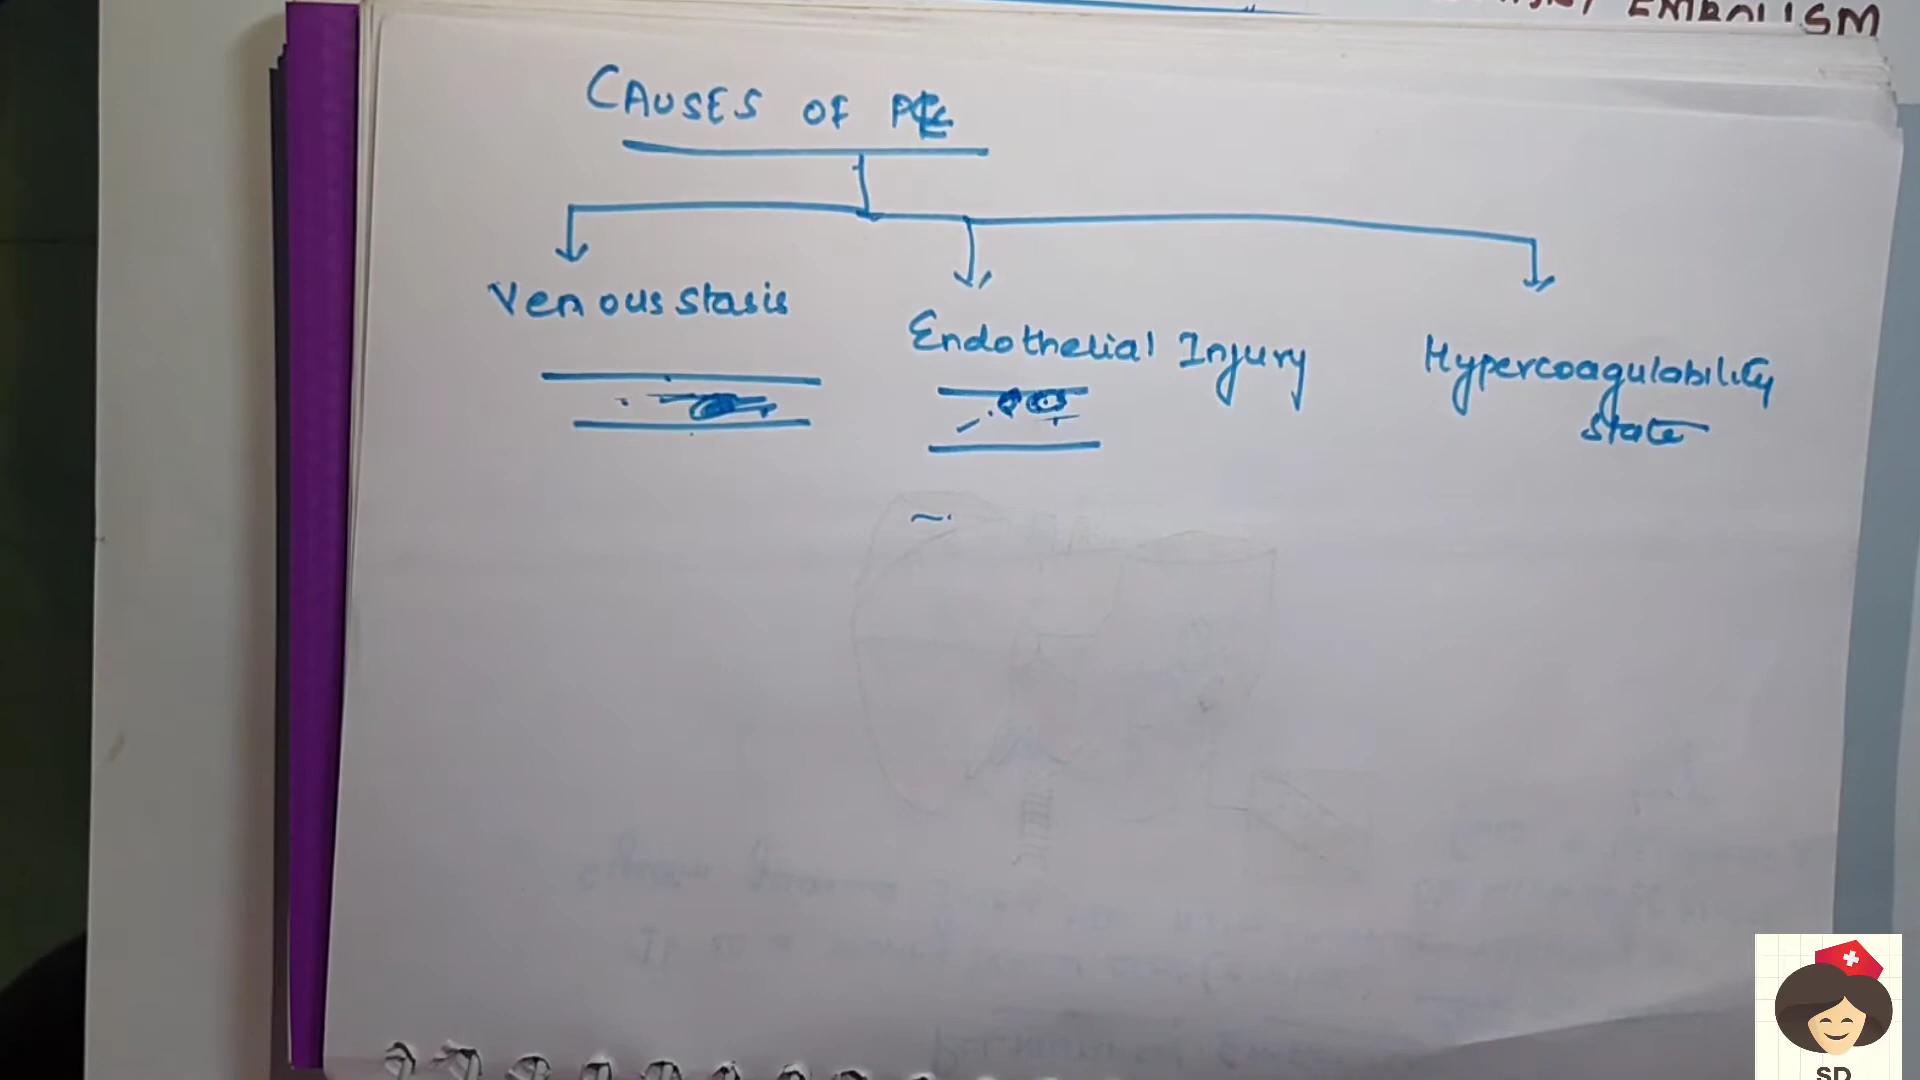 EMBOLISM
CAUSES OF PE
Venous stasis
Endothelial Injury
Hypercoagulability
state
SD